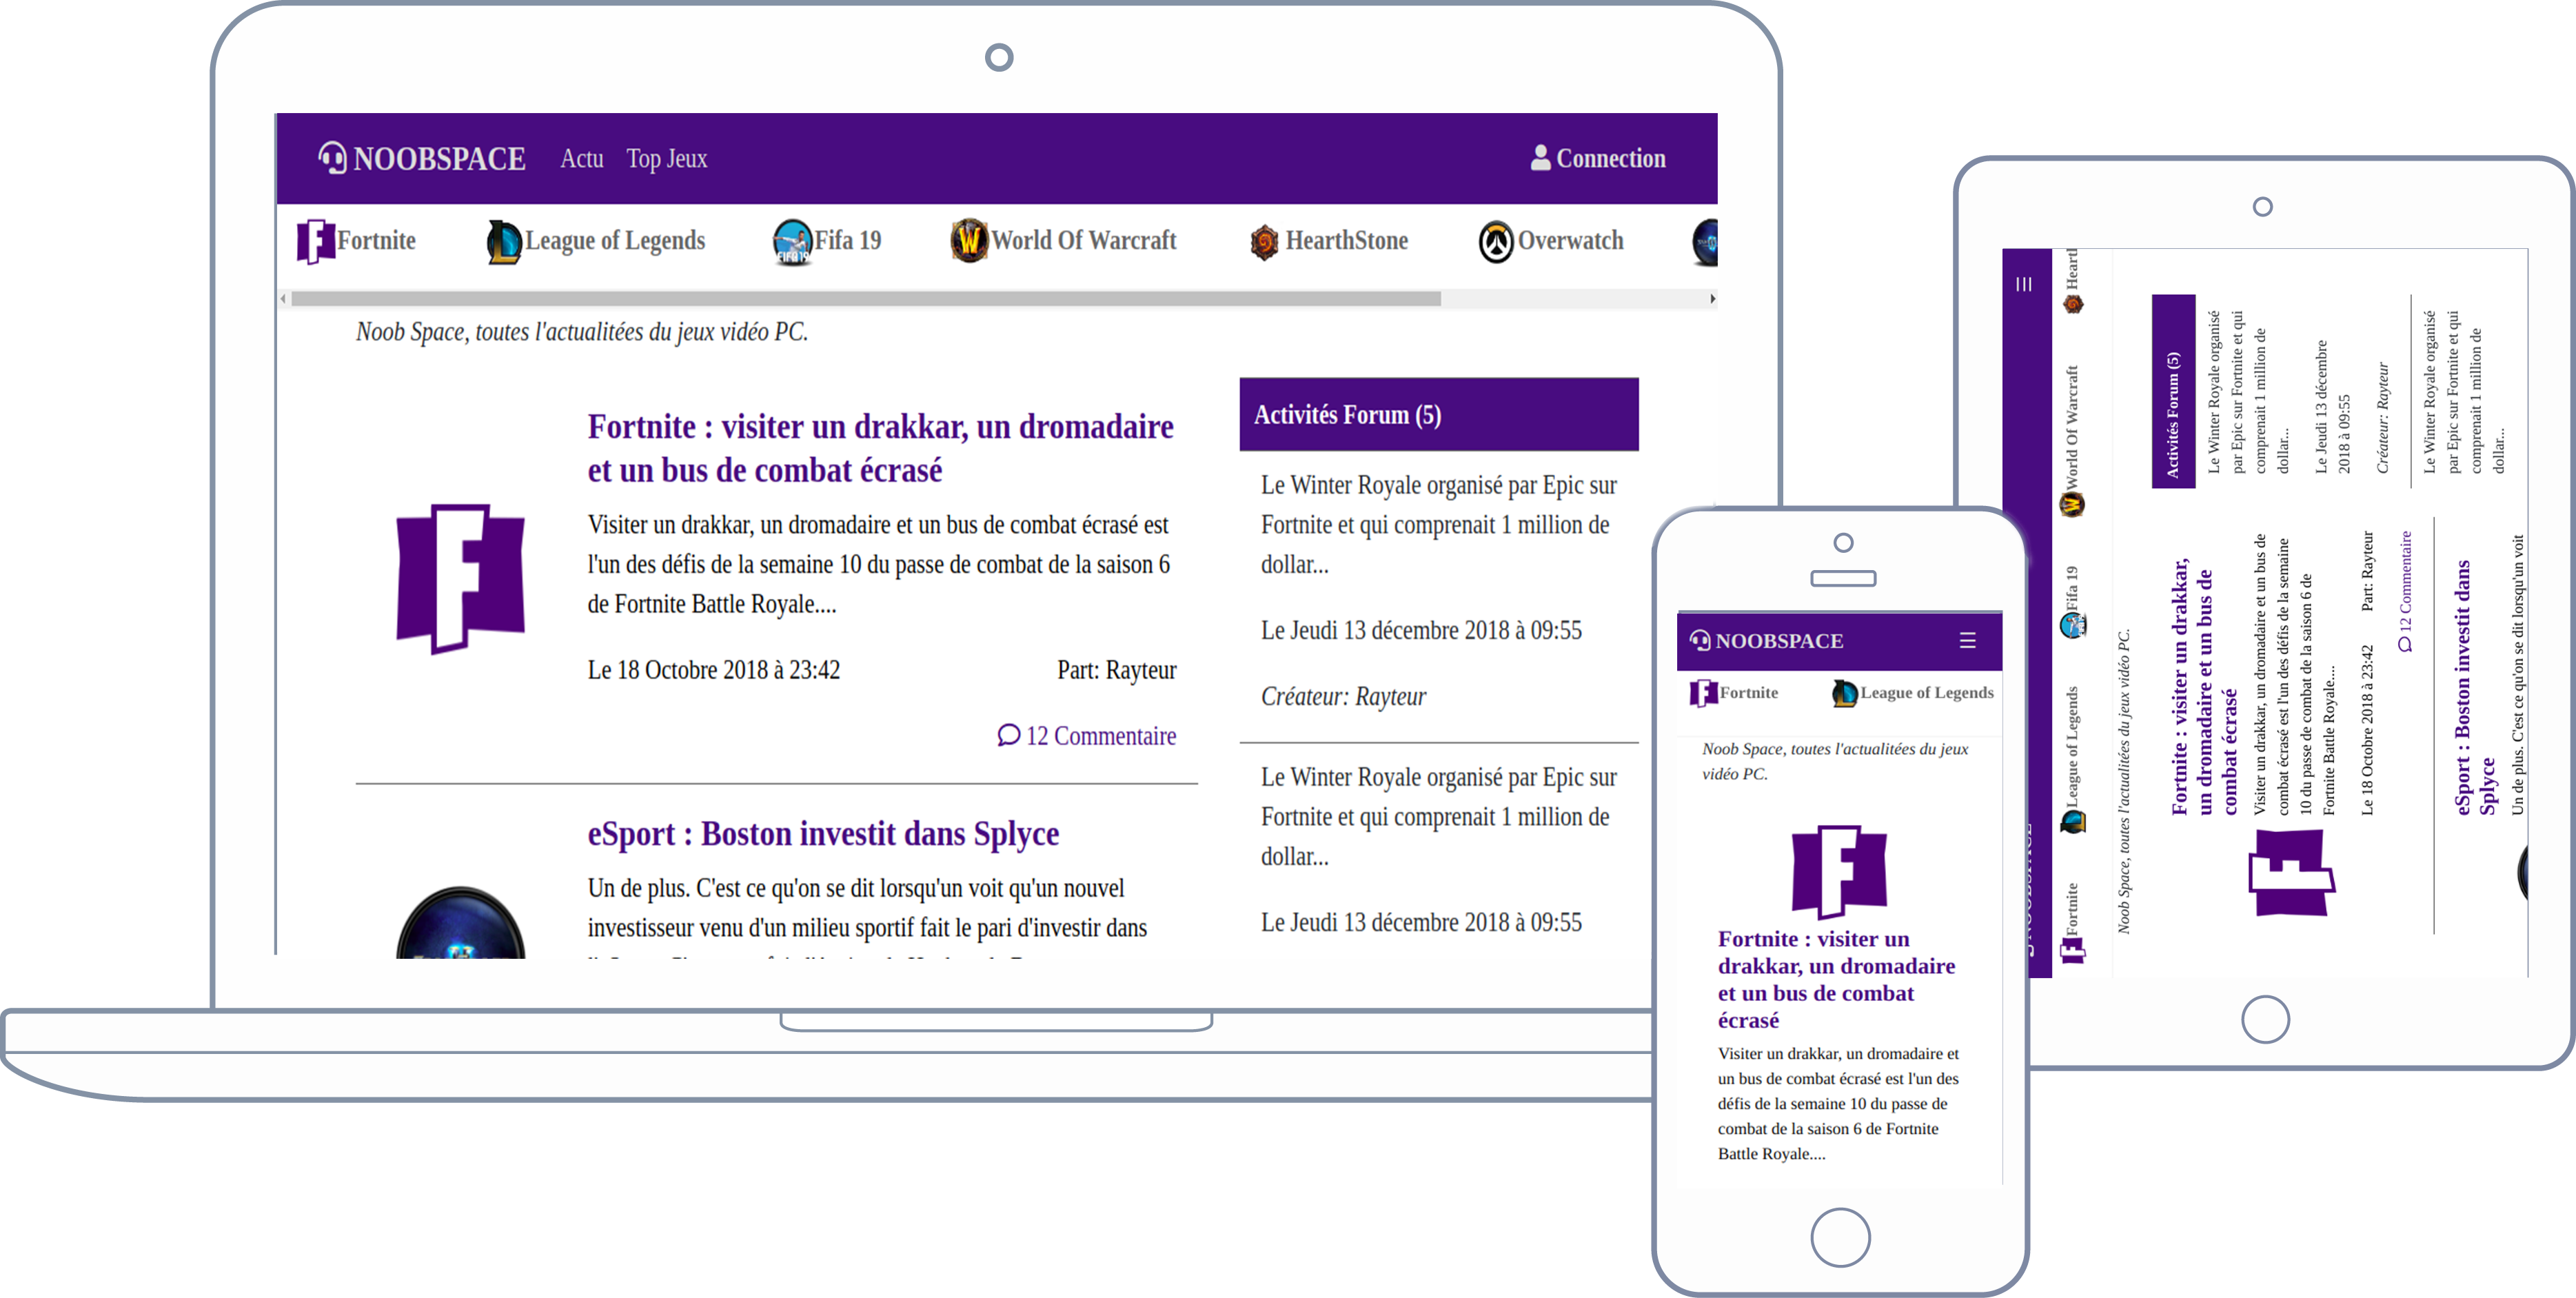 NOOBSPACE Actu Top Jeux Connection
Fortnite League of Legends Fifa 19 World Of Warcraft HearthStone Overwatch
Noob Space, toutes l'actualitées du jeux vidéo PC.
Fortnite : visiter un drakkar, un dromadaire
et un bus de combat écrasé
Visiter un drakkar, un dromadaire et un bus de combat écrasé est
l'un des défis de la semaine 10 du passe de combat de la saison 6
de Fortnite Battle Royale....
Le 18 Octobre 2018 à 23:42 Part: Rayteur
12 Commentaire
eSport : Boston investit dans Splyce
Un de plus. C'est ce qu'on se dit lorsqu'un voit qu'un nouvel
investisseur venu d'un milieu sportif fait le pari d'investir dans
Activités Forum (5)
Le Winter Royale organisé par Epic sur
Fortnite et qui comprenait 1 million de
dollar...
Le Jeudi 13 décembre 2018 à 09:55
Créateur: Rayteur
Le Winter Royale organisé par Epic sur
Fortnite et qui comprenait 1 million de
dollar...
Le Jeudi 13 décembre 2018 à 09:55
NOOBSPACE
Fortnite League of Legends
Noob Space, toutes l'actualitées du jeux
vidéo PC.
Fortnite : visiter un
drakkar, un dromadaire
et un bus de combat
écrasé
Visiter un drakkar, un dromadaire et
un bus de combat écrasé est l'un des
défis de la semaine 10 du passe de
combat de la saison 6 de Fortnite
Battle Royale....
Fortnite League of Legends Fifa 19 World Of Warcraft Heart
Noob Space, toutes l'actualitées du jeux vidéo PC.
Fortnite : visiter un drakkar,
un dromadaire et un bus de
combat écrasé
Visiter un drakkar, un dromadaire et un bus de
combat écrasé est l'un des défis de la semaine
10 du passe de combat de la saison 6 de
Fortnite Battle Royale....
Le 18 Octobre 2018 à 23:42 Part: Rayteur
12 Commentaire
eSport : Boston investit dans
Splyce
Un de plus. C'est ce qu'on se dit lorsqu'un voit
Activités Forum (5)
Le Winter Royale organisé
par Epic sur Fortnite et qui
comprenait 1 million de
dollar...
Le Jeudi 13 décembre
2018 à 09:55
Créateur: Rayteur
Le Winter Royale organisé
par Epic sur Fortnite et qui
comprenait 1 million de
dollar...